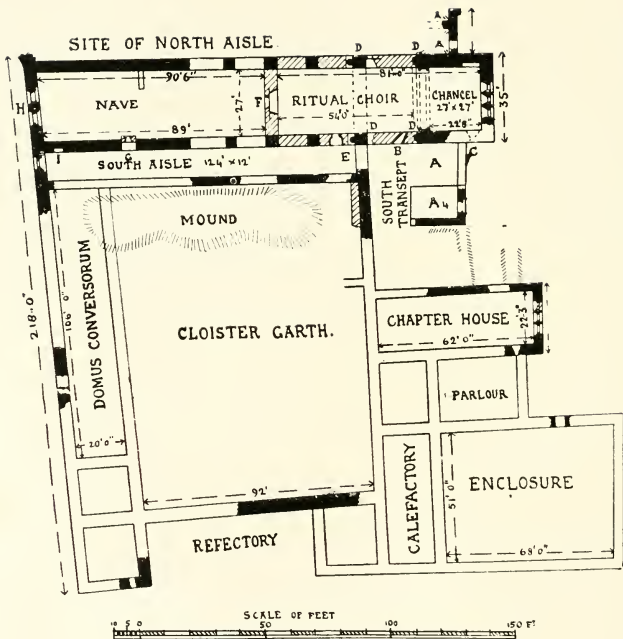 SITE OF NORTH AISLE
A A
A
D D
90'6"
81'0"
35'
H
NAVE
27'
F
RITUAL CHOIR
CHANCEL
27' × 27'
54'0"
22'8"
89'
D D
I G E B C
SOUTH AISLE 124' × 12'
A
SOUTH TRANSEPT
A4
MOUND
DOMUS CONVERSORUM
106' 0"
218'-0"
CLOISTER GARTH.
CHAPTER HOUSE
22'·3"
62'0"
PARLOUR
20'0"
CALEFACTORY
51'0"
ENCLOSURE
92'
68'0"
REFECTORY
SCALE OF FEET
10 5 0 50 100 150 FT